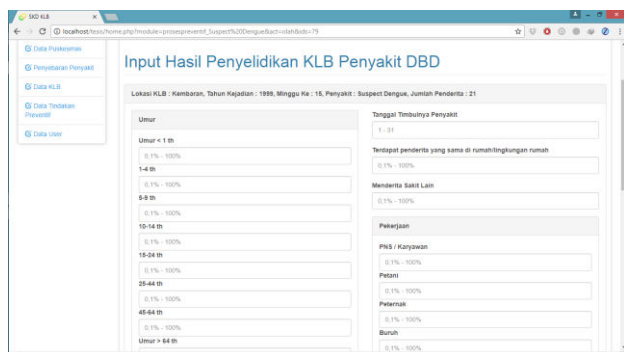 SKD KLB
localhost/tesis/home.php?module=prosespreventif_Suspect%20Dengue&act=olah&ids=79
Data Puskesmas
Penyebaran Penyakit
Data KLB
Data Tindakan
Preventif
Data User
Input Hasil Penyelidikan KLB Penyakit DBD
Lokasi KLB : Kembaran, Tahun Kejadian : 1999, Minggu Ke : 15, Penyakit : Suspect Dengue, Jumlah Penderita : 21
Umur
Umur < 1 th
0,1% - 100%
1-4 th
0,1% - 100%
5-9 th
0,1% - 100%
10-14 th
0,1% - 100%
15-24 th
0,1% - 100%
25-44 th
0,1% - 100%
45-64 th
0,1% - 100%
Umur > 64 th
Tanggal Timbulnya Penyakit
1 - 31
Terdapat penderita yang sama di rumah/lingkungan rumah
0,1% - 100%
Menderita Sakit Lain
0,1% - 100%
Pekerjaan
PNS / Karyawan
0,1% - 100%
Petani
0,1% - 100%
Peternak
0,1% - 100%
Buruh
0,1% - 100%